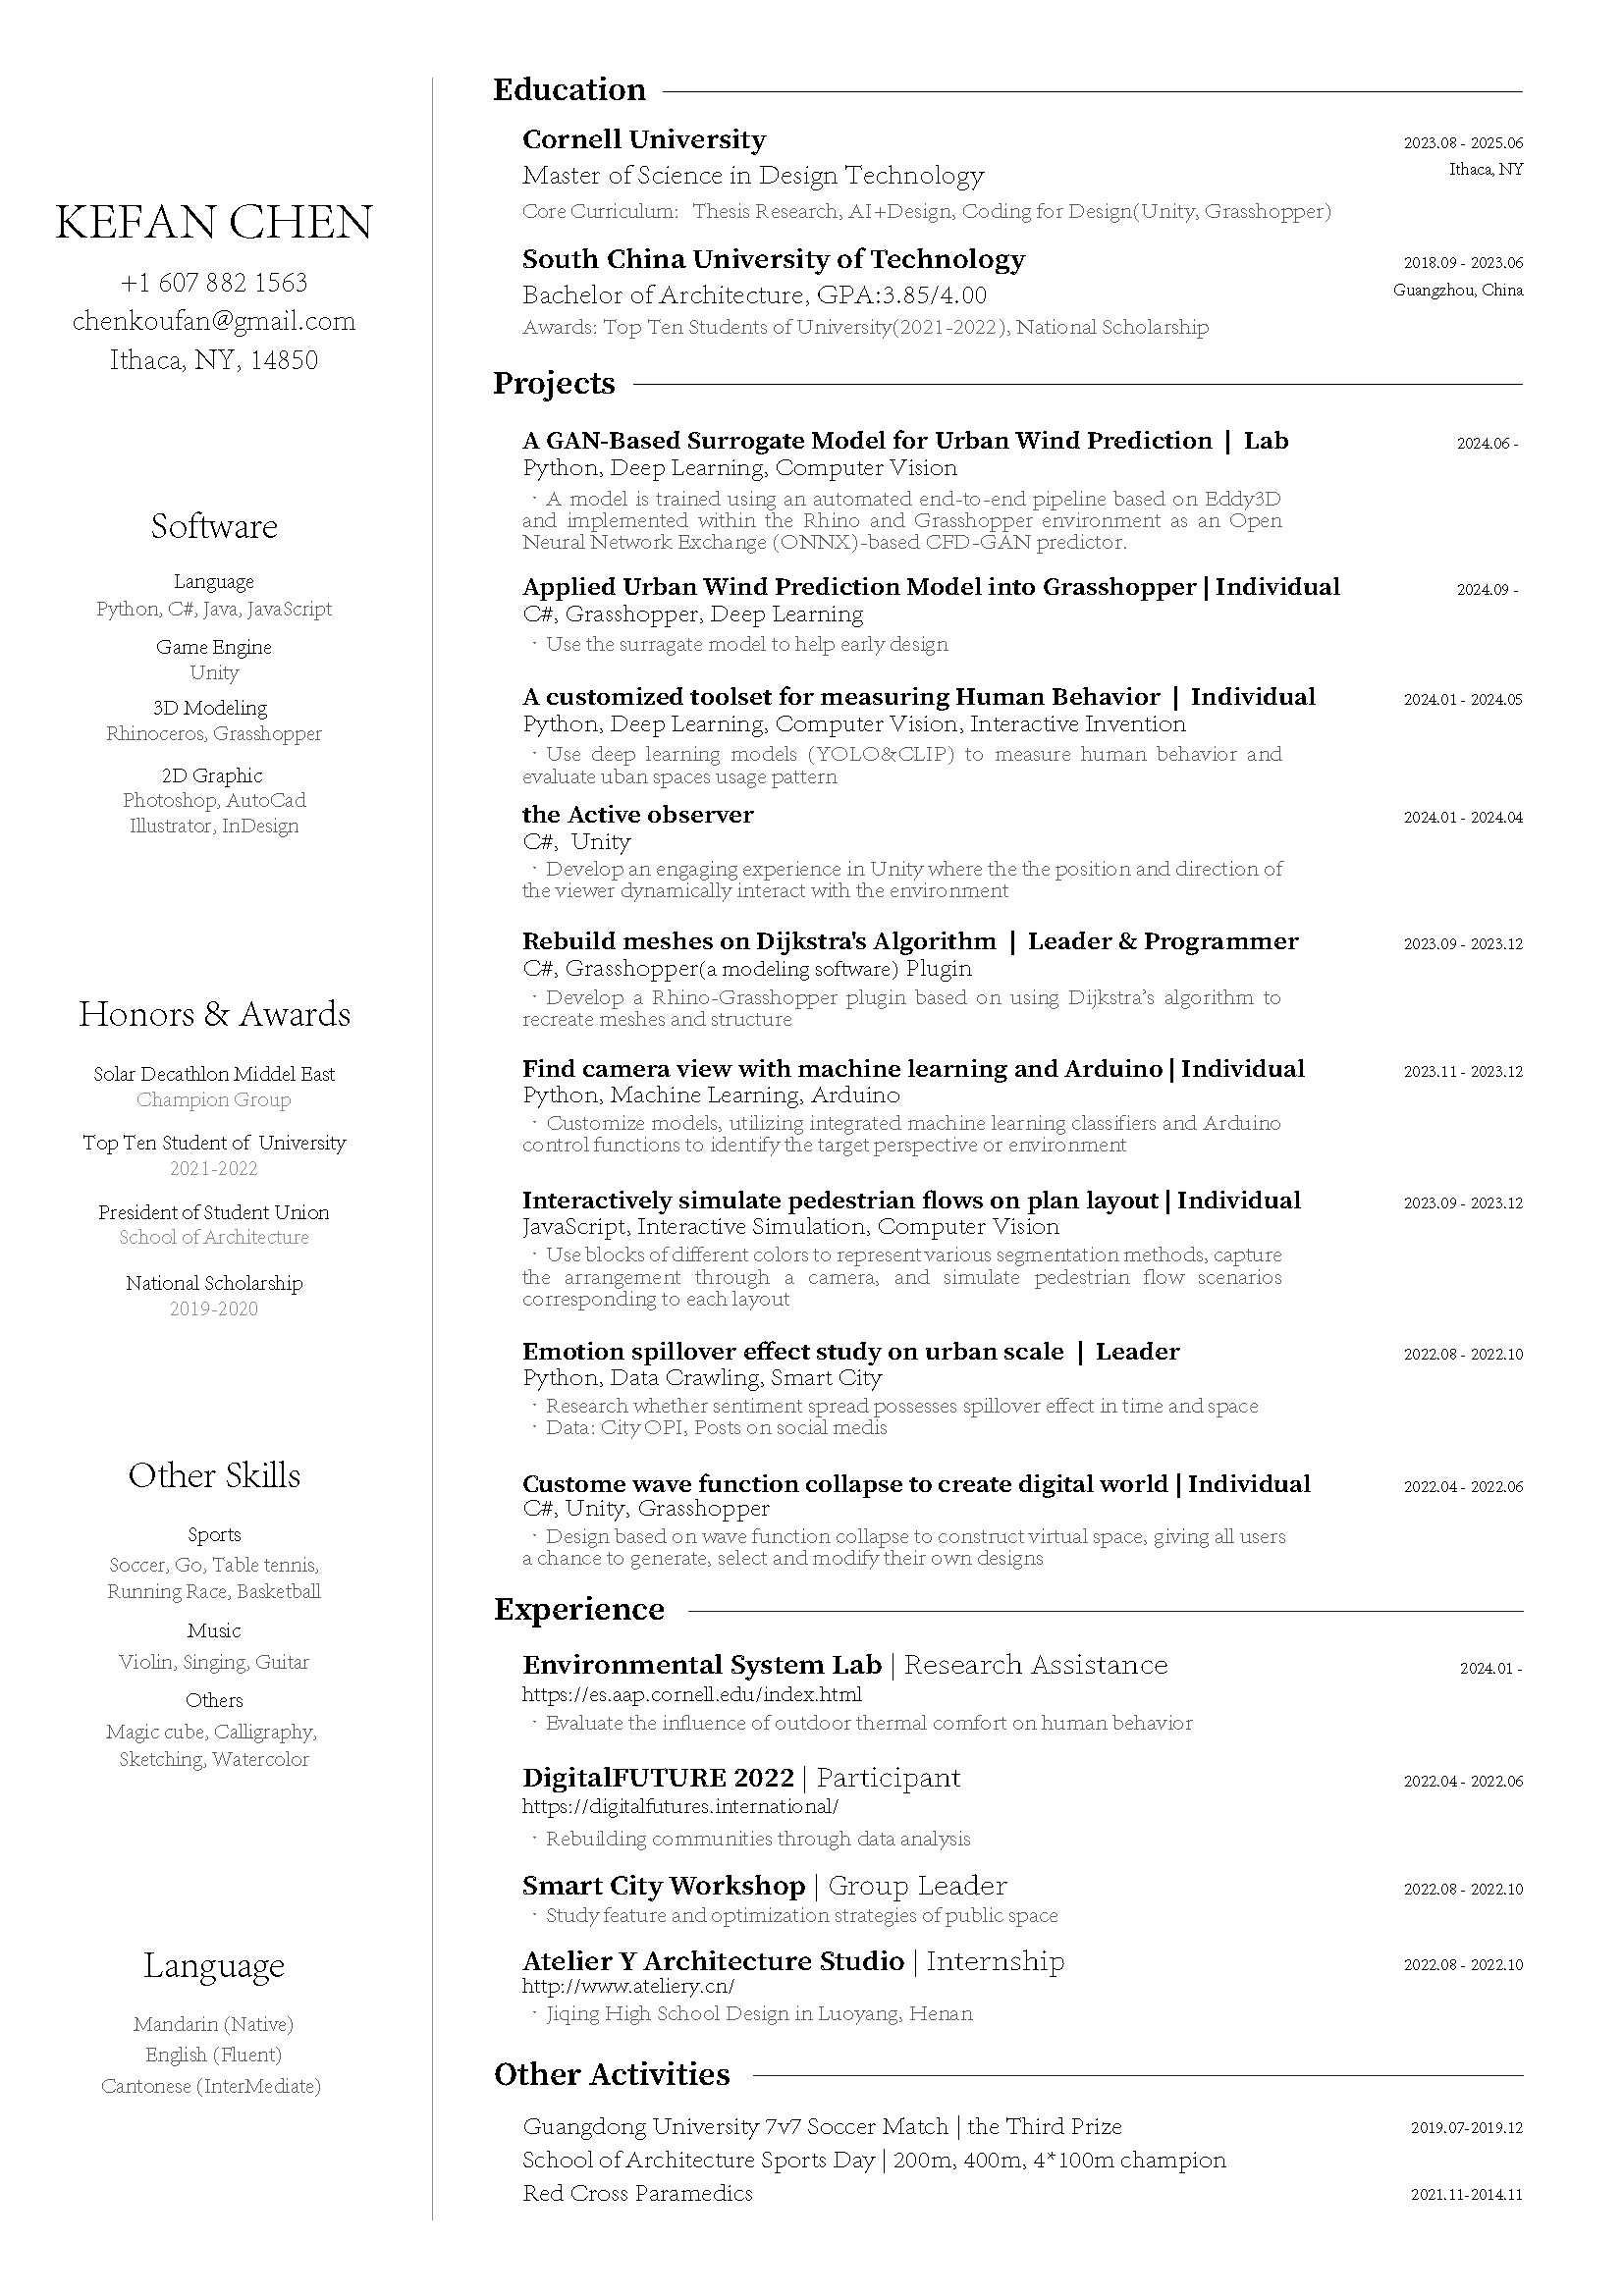 KEFAN CHEN
+1 607 882 1563
chenkoufan@gmail.com
Ithaca, NY, 14850
Software
Language
Python, C#, Java, JavaScript
Game Engine
Unity
3D Modeling
Rhinoceros, Grasshopper
2D Graphic
Photoshop, AutoCad
Illustrator, InDesign
Honors & Awards
Solar Decathlon Middel East
Champion Group
Top Ten Student of University
2021-2022
President of Student Union
School of Architecture
National Scholarship
2019-2020
Other Skills
Sports
Soccer, Go, Table tennis,
Running Race, Basketball
Music
Violin, Singing, Guitar
Others
Magic cube, Calligraphy,
Sketching, Watercolor
Language
Mandarin (Native)
English (Fluent)
Cantonese (InterMediate)
Education
Cornell University 2023.08 - 2025.06
Master of Science in Design Technology Ithaca, NY
Core Curriculum: Thesis Research, AI+Design, Coding for Design(Unity, Grasshopper)
South China University of Technology 2018.09 - 2023.06
Bachelor of Architecture, GPA:3.85/4.00 Guangzhou, China
Awards: Top Ten Students of University(2021-2022), National Scholarship
Projects
A GAN-Based Surrogate Model for Urban Wind Prediction | Lab 2024.06 -
Python, Deep Learning, Computer Vision
· A model is trained using an automated end-to-end pipeline based on Eddy3D
and implemented within the Rhino and Grasshopper environment as an Open
Neural Network Exchange (ONNX)-based CFD-GAN predictor.
Applied Urban Wind Prediction Model into Grasshopper | Individual 2024.09 -
C#, Grasshopper, Deep Learning
· Use the surragate model to help early design
A customized toolset for measuring Human Behavior | Individual 2024.01 - 2024.05
Python, Deep Learning, Computer Vision, Interactive Invention
· Use deep learning models (YOLO&CLIP) to measure human behavior and
evaluate uban spaces usage pattern
the Active observer 2024.01 - 2024.04
C#, Unity
· Develop an engaging experience in Unity where the the position and direction of
the viewer dynamically interact with the environment
Rebuild meshes on Dijkstra's Algorithm | Leader & Programmer 2023.09 - 2023.12
C#, Grasshopper(a modeling software) Plugin
· Develop a Rhino-Grasshopper plugin based on using Dijkstra’s algorithm to
recreate meshes and structure
Find camera view with machine learning and Arduino | Individual 2023.11 - 2023.12
Python, Machine Learning, Arduino
· Customize models, utilizing integrated machine learning classifiers and Arduino
control functions to identify the target perspective or environment
Interactively simulate pedestrian flows on plan layout | Individual 2023.09 - 2023.12
JavaScript, Interactive Simulation, Computer Vision
· Use blocks of different colors to represent various segmentation methods, capture
the arrangement through a camera, and simulate pedestrian flow scenarios
corresponding to each layout
Emotion spillover effect study on urban scale | Leader 2022.08 - 2022.10
Python, Data Crawling, Smart City
· Research whether sentiment spread possesses spillover effect in time and space
· Data: City OPI, Posts on social medis
Custome wave function collapse to create digital world | Individual 2022.04 - 2022.06
C#, Unity, Grasshopper
· Design based on wave function collapse to construct virtual space, giving all users
a chance to generate, select and modify their own designs
Experience
Environmental System Lab | Research Assistance 2024.01 -
https://es.aap.cornell.edu/index.html
· Evaluate the influence of outdoor thermal comfort on human behavior
DigitalFUTURE 2022 | Participant 2022.04 - 2022.06
https://digitalfutures.international/
· Rebuilding communities through data analysis
Smart City Workshop | Group Leader 2022.08 - 2022.10
· Study feature and optimization strategies of public space
Atelier Y Architecture Studio | Internship 2022.08 - 2022.10
http://www.ateliery.cn/
· Jiqing High School Design in Luoyang, Henan
Other Activities
Guangdong University 7v7 Soccer Match | the Third Prize 2019.07-2019.12
School of Architecture Sports Day | 200m, 400m, 4*100m champion
Red Cross Paramedics 2021.11-2014.11